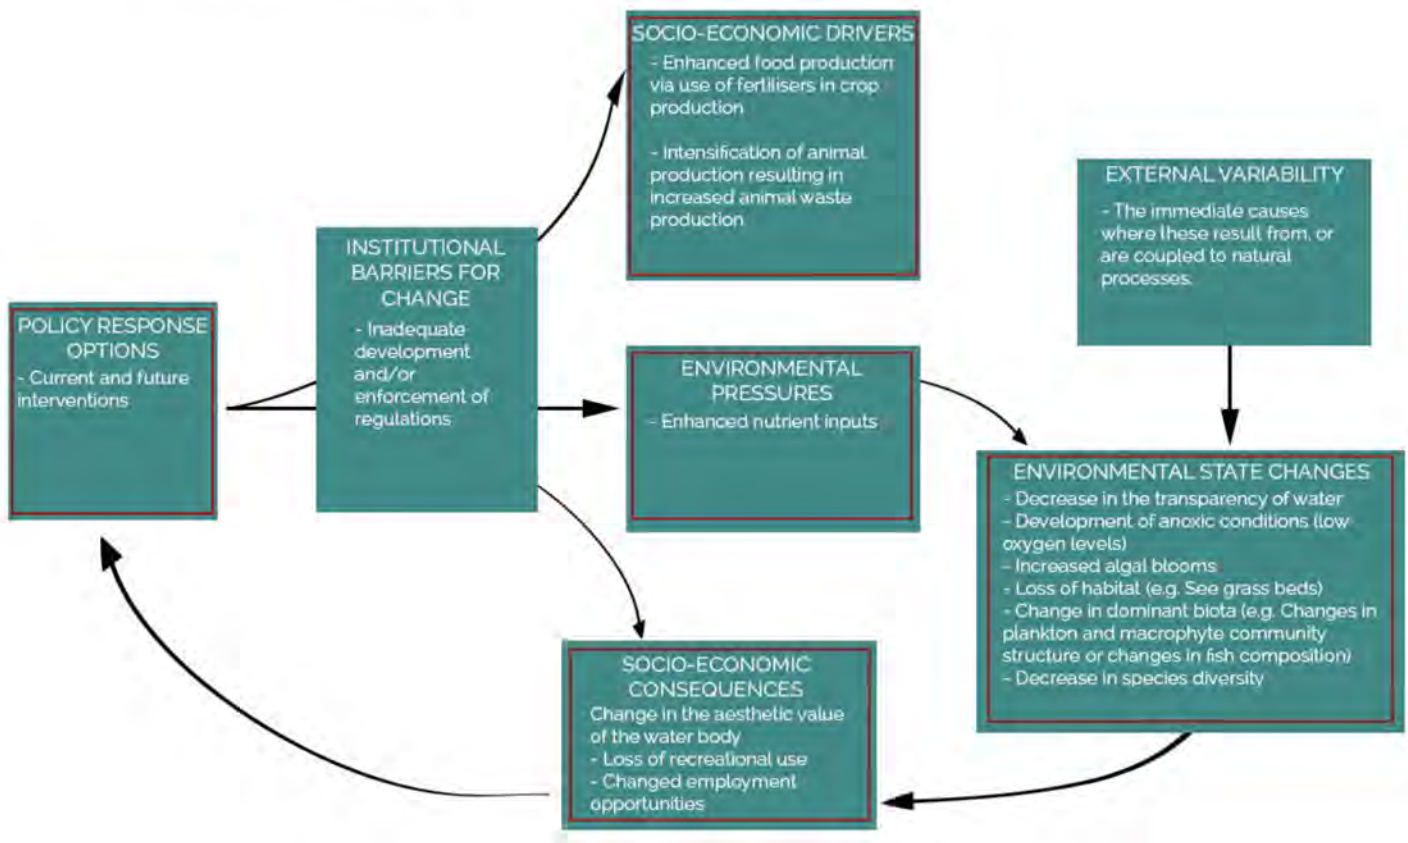 SOCIO-ECONOMIC DRIVERS
- Enhanced food production
via use of fertilisers in crop
production
- Intensification of animal
production resulting in
increased animal waste
production
EXTERNAL VARIABILITY
- The immediate causes
where these result from, or
are coupled to natural
processes.
INSTITUTIONAL
BARRIERS FOR
CHANGE
- Inadequate
development
and/or
enforcement of
regulations
POLICY RESPONSE
OPTIONS
- Current and future
interventions
ENVIRONMENTAL
PRESSURES
- Enhanced nutrient inputs
ENVIRONMENTAL STATE CHANGES
- Decrease in the transparency of water
- Development of anoxic conditions (low
oxygen levels)
- Increased algal blooms
- Loss of habitat (e.g. See grass beds)
- Change in dominant biota (e.g. Changes in
plankton and macrophyte community
structure or changes in fish composition)
- Decrease in species diversity
SOCIO-ECONOMIC
CONSEQUENCES
Change in the aesthetic value
of the water body
- Loss of recreational use
- Changed employment
opportunities